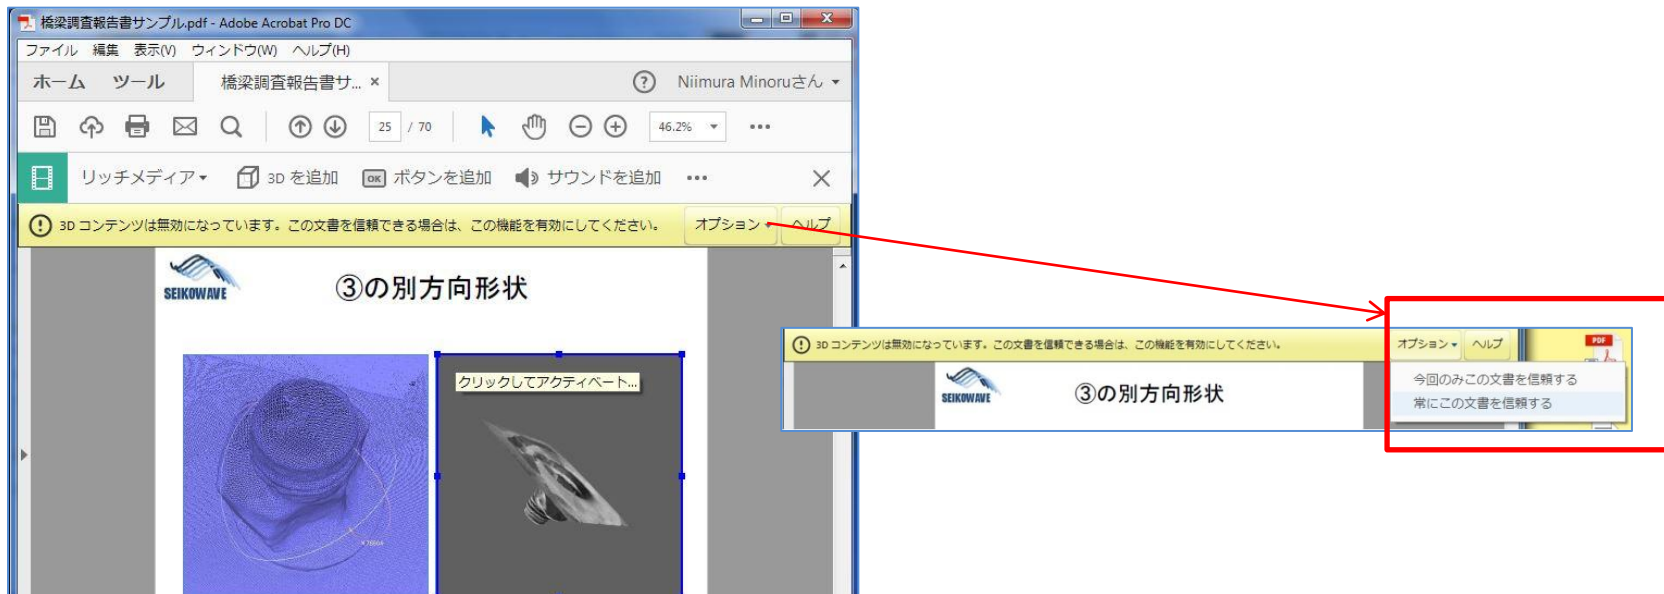 橋梁調査報告書サンプル.pdf - Adobe Acrobat Pro DC
ファイル 編集 表示(V) ウィンドウ(W) ヘルプ(H)
ホーム ツール 橋梁調査報告書サ... × ? Niimura Minoruさん
25 / 70 46.2%
リッチメディア 3D を追加 OK ボタンを追加 サウンドを追加
3D コンテンツは無効になっています。この文書を信頼できる場合は、この機能を有効にしてください。 オプション ヘルプ
SEIKOWAVE
③の別方向形状
クリックしてアクティベート...
3D コンテンツは無効になっています。この文書を信頼できる場合は、この機能を有効にしてください。 オプション ヘルプ
PDF
今回のみこの文書を信頼する
常にこの文書を信頼する
SEIKOWAVE
③の別方向形状